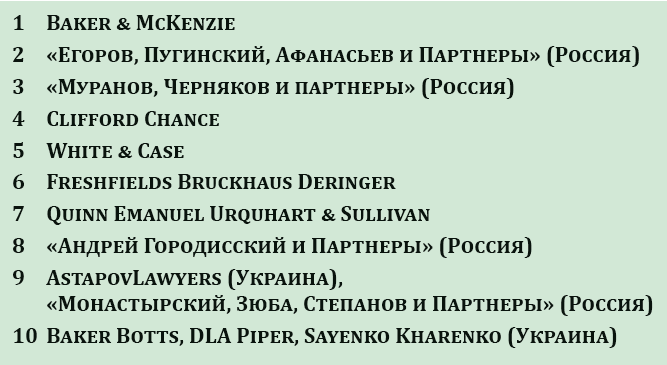 1 Baker & McKenzie
2 «Егоров, Пугинский, Афанасьев и Партнеры» (Россия)
3 «Муранов, Черняков и партнеры» (Россия)
4 Clifford Chance
5 White & Case
6 Freshfields Bruckhaus Deringer
7 Quinn Emanuel Urquhart & Sullivan
8 «Андрей Городисский и Партнеры» (Россия)
9 AstapovLawyers (Украина),
«Монастырский, Зюба, Степанов и Партнеры» (Россия)
10 Baker Botts, DLA Piper, Sayenko Kharenko (Украина)